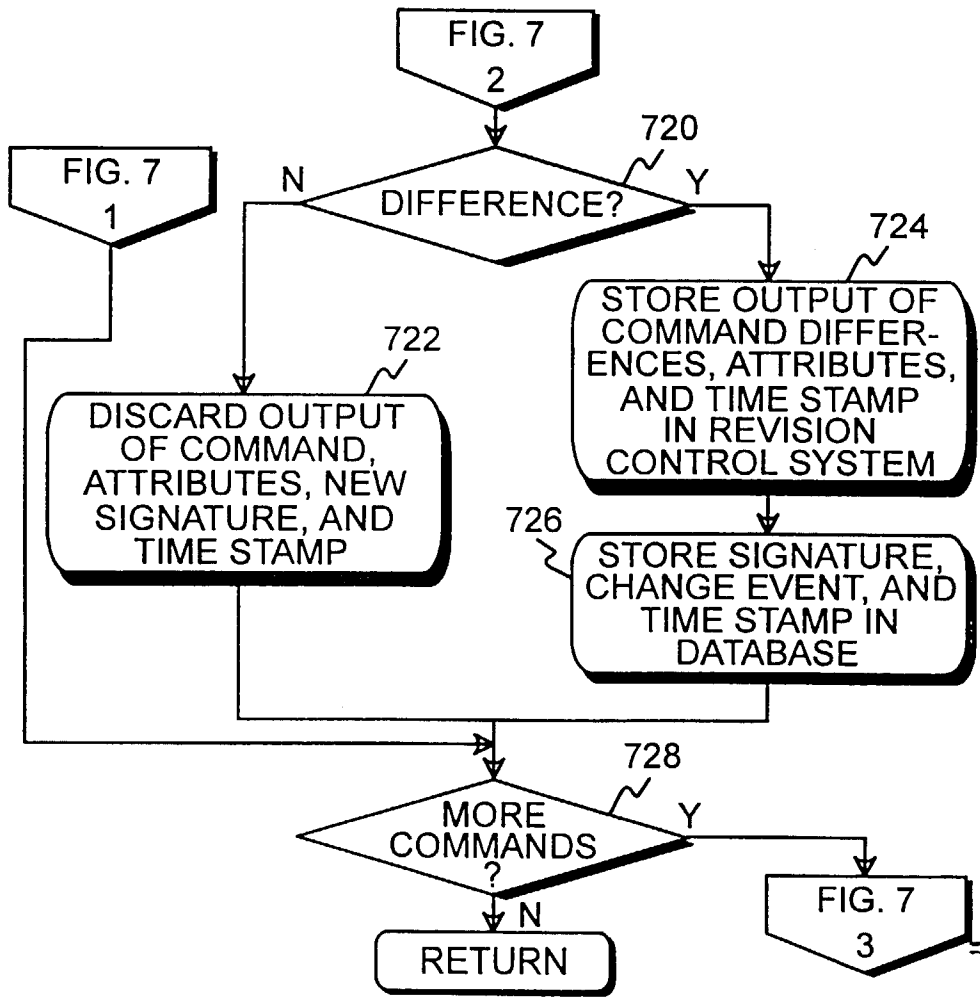 FIG. 7
2
720
N
DIFFERENCE?
Y
FIG. 7
1
724
STORE OUTPUT OF
COMMAND DIFFER-
ENCES, ATTRIBUTES,
AND TIME STAMP
IN REVISION
CONTROL SYSTEM
722
DISCARD OUTPUT
OF COMMAND,
ATTRIBUTES, NEW
SIGNATURE, AND
TIME STAMP
726
STORE SIGNATURE,
CHANGE EVENT, AND
TIME STAMP IN
DATABASE
728
MORE
COMMANDS
?
Y
N
RETURN
FIG. 7
3